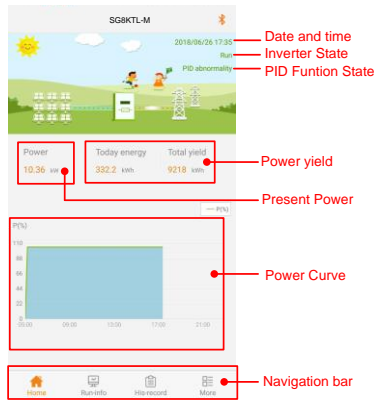 SG8KTL-M
2018/06/26 17:35
Date and time
Run
Inverter State
PID abnormality
PID Funtion State
Power
Today energy
Total yield
10.36 kW
332.2 kWh
9218 kWh
Power yield
Present Power
P(%)
P(%)
110
88
66
44
22
0
05:00 09:00 13:00 17:00 21:00
Power Curve
Home
Run-info
His-record
More
Navigation bar